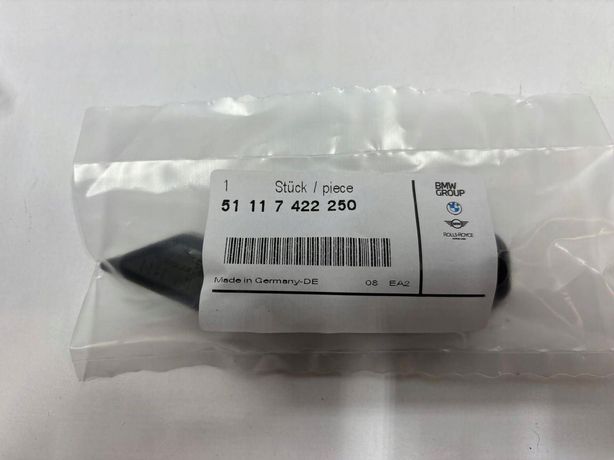 1 Stück / piece
51 11 7 422 250
Made in Germany-DE 08 EA2
BMW
GROUP
ROLLS-ROYCE